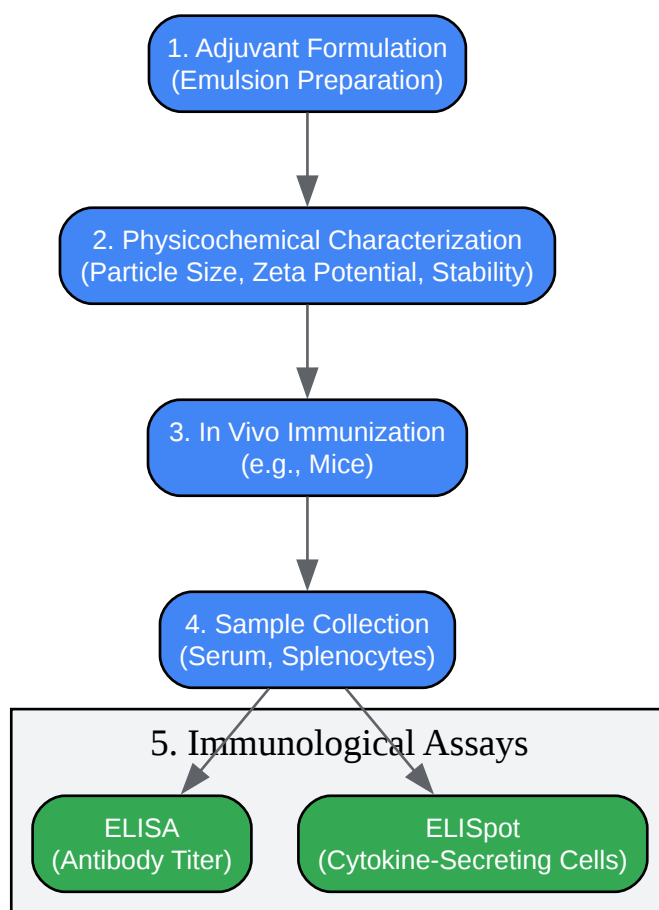 1. Adjuvant Formulation
(Emulsion Preparation)
2. Physicochemical Characterization
(Particle Size, Zeta Potential, Stability)
3. In Vivo Immunization
(e.g., Mice)
4. Sample Collection
(Serum, Splenocytes)
5. Immunological Assays
ELISA
(Antibody Titer)
ELISpot
(Cytokine-Secreting Cells)